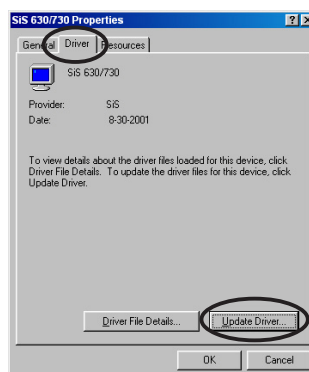 SiS 630/730 Properties
General Driver Resources
SiS 630/730
Provider: SiS
Date: 8-30-2001
To view details about the driver files loaded for this device, click
Driver File Details. To update the driver files for this device, click
Update Driver.
Driver File Details... Update Driver...
OK Cancel